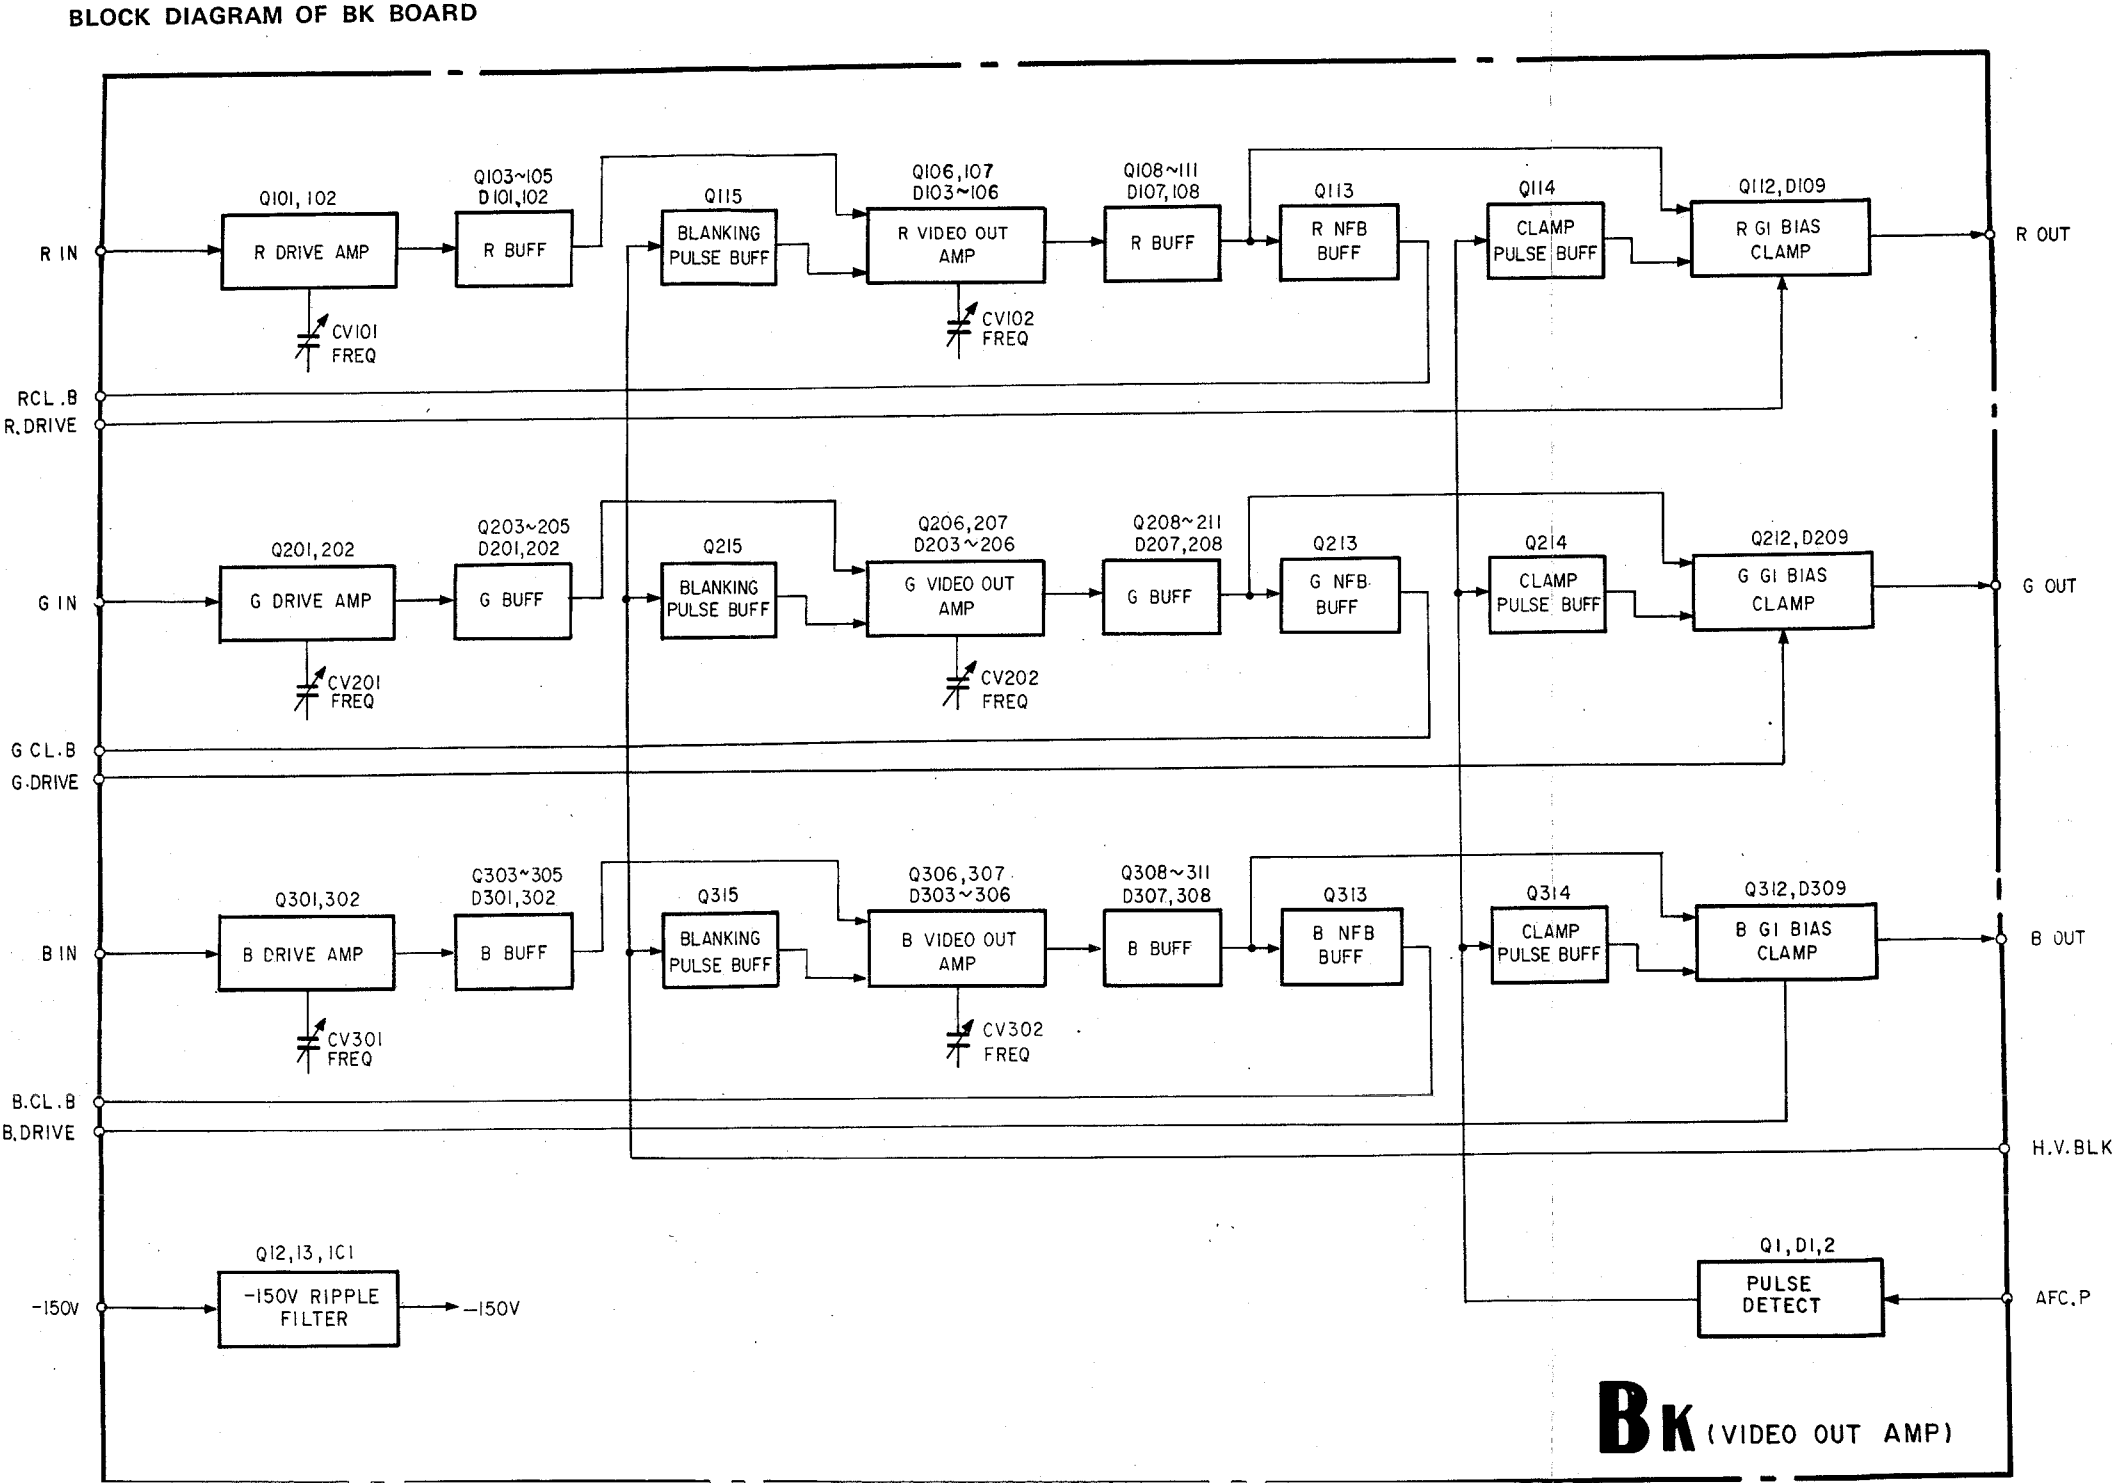 BLOCK DIAGRAM OF BK BOARD
Q101,102
Q103~105
D101,102
Q115
Q106,107
D103~106
Q108~111
D107,108
Q113
Q114
Q112,D109
R IN
R DRIVE AMP
R BUFF
BLANKING
PULSE BUFF
R VIDEO OUT
AMP
R BUFF
R NFB
BUFF
CLAMP
PULSE BUFF
R G1 BIAS
CLAMP
R OUT
CV101
FREQ
CV102
FREQ
RCL.B
R.DRIVE
Q201,202
Q203~205
D201,202
Q215
Q206,207
D203~206
Q208~211
D207,208
Q213
Q214
Q212,D209
G IN
G DRIVE AMP
G BUFF
BLANKING
PULSE BUFF
G VIDEO OUT
AMP
G BUFF
G NFB
BUFF
CLAMP
PULSE BUFF
G G1 BIAS
CLAMP
G OUT
CV201
FREQ
CV202
FREQ
G CL.B
G.DRIVE
Q301,302
Q303~305
D301,302
Q315
Q306,307
D303~306
Q308~311
D307,308
Q313
Q314
Q312,D309
B IN
B DRIVE AMP
B BUFF
BLANKING
PULSE BUFF
B VIDEO OUT
AMP
B BUFF
B NFB
BUFF
CLAMP
PULSE BUFF
B G1 BIAS
CLAMP
B OUT
CV301
FREQ
CV302
FREQ
B.CL.B
B.DRIVE
H.V.BLK
Q12,13,IC1
-150V
-150V RIPPLE
FILTER
-150V
Q1,D1,2
PULSE
DETECT
AFC.P
BK (VIDEO OUT AMP)